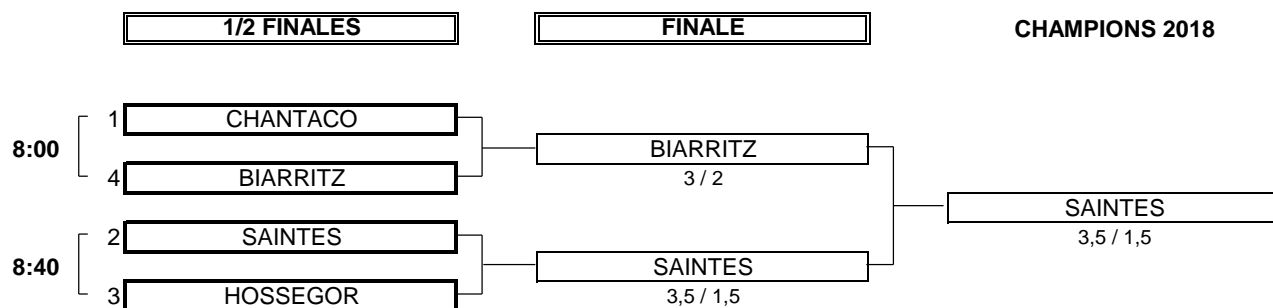 1/2 FINALES
FINALE
CHAMPIONS 2018
8:00
1
CHANTACO
4
BIARRITZ
BIARRITZ
3 / 2
8:40
2
SAINTES
3
HOSSEGOR
SAINTES
3,5 / 1,5
SAINTES
3,5 / 1,5